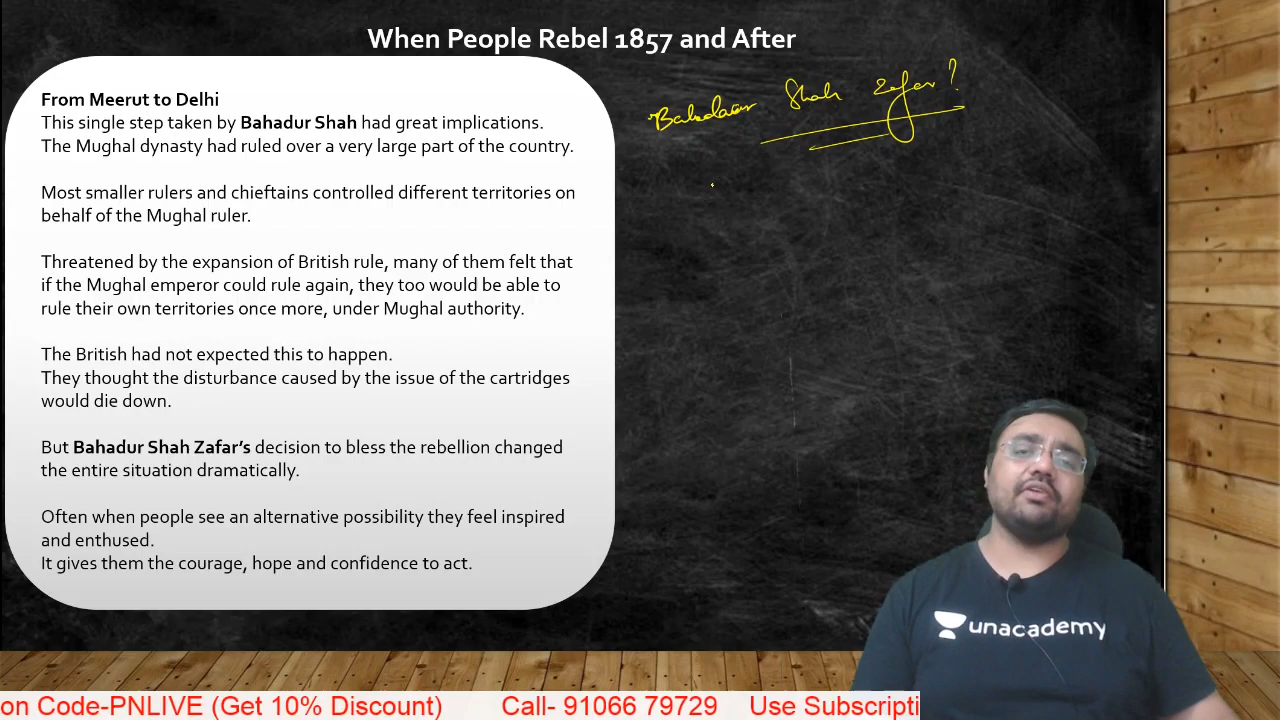 When People Rebel 1857 and After
From Meerut to Delhi
This single step taken by Bahadur Shah had great implications.
The Mughal dynasty had ruled over a very large part of the country.
Most smaller rulers and chieftains controlled different territories on
behalf of the Mughal ruler.
Threatened by the expansion of British rule, many of them felt that
if the Mughal emperor could rule again, they too would be able to
rule their own territories once more, under Mughal authority.
The British had not expected this to happen.
They thought the disturbance caused by the issue of the cartridges
would die down.
But Bahadur Shah Zafar’s decision to bless the rebellion changed
the entire situation dramatically.
Often when people see an alternative possibility they feel inspired
and enthused.
It gives them the courage, hope and confidence to act.
Shah Zafar?
unacademy
on Code-PNLIVE (Get 10% Discount) Call- 91066 79729 Use Subscripti